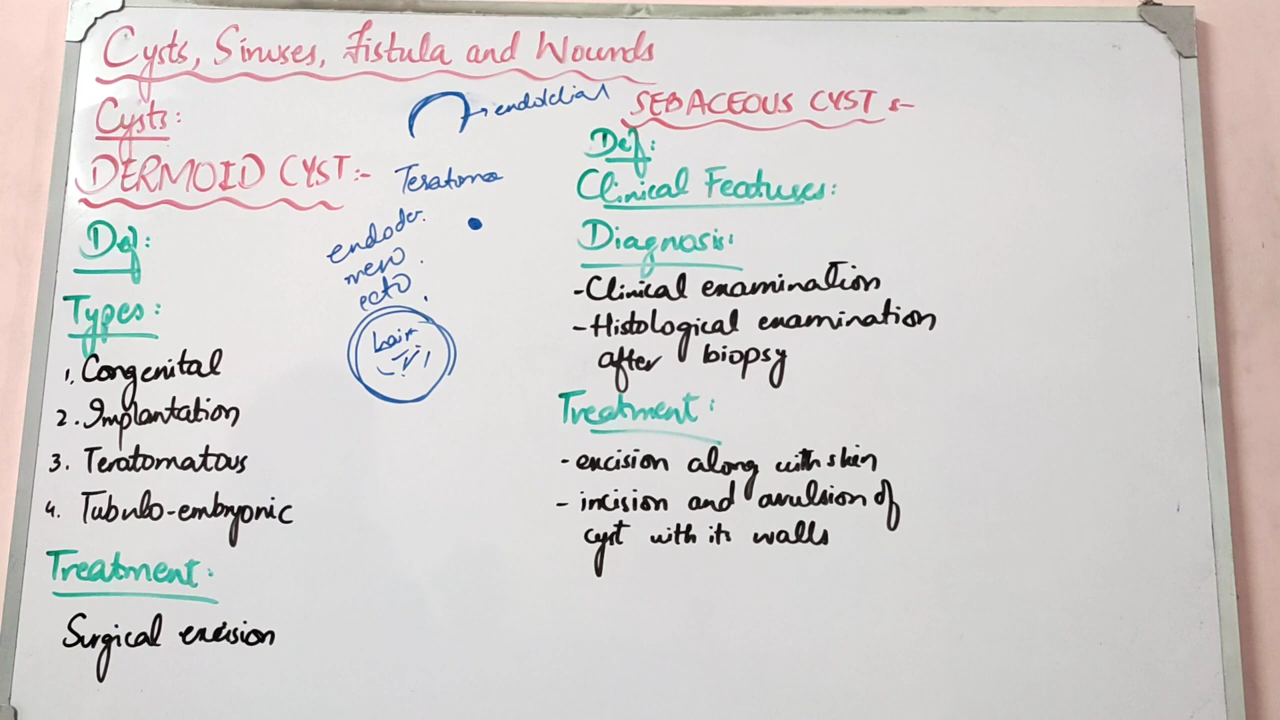 Cysts, Sinuses, Fistula and Wounds
Cysts:
DERMOID CYST:-
Def:
Types:
1. Congenital
2. Implantation
3. Teratomatous
4. Tubulo-embryonic
Treatment:
Surgical excision
Teratoma
endoder.
meso.
ecto.
hair
SEBACEOUS CYST:-
Def:
Clinical Features:
Diagnosis:
-Clinical examination
-Histological examination
after biopsy
Treatment:
-excision along with skin
- incision and avulsion of
cyst with its walls